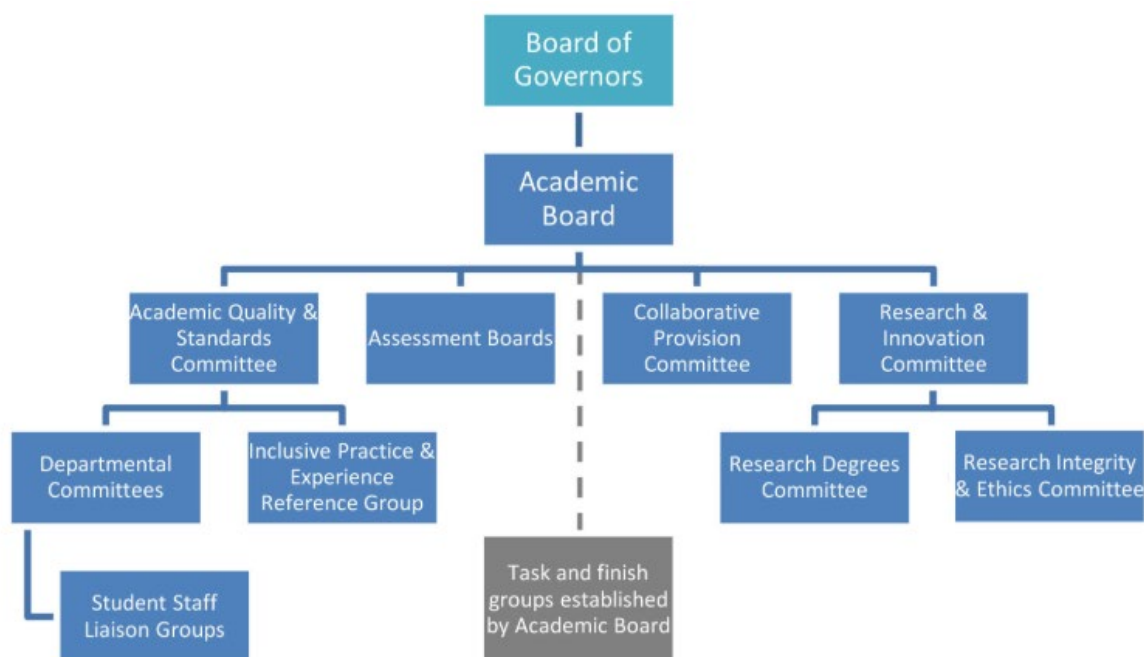 Board of
Governors
Academic
Board
Academic Quality &
Standards
Committee
Assessment Boards
Collaborative
Provision
Committee
Research &
Innovation
Committee
Departmental
Committees
Inclusive Practice &
Experience
Reference Group
Research Degrees
Committee
Research Integrity
& Ethics Committee
Student Staff
Liaison Groups
Task and finish
groups established
by Academic Board